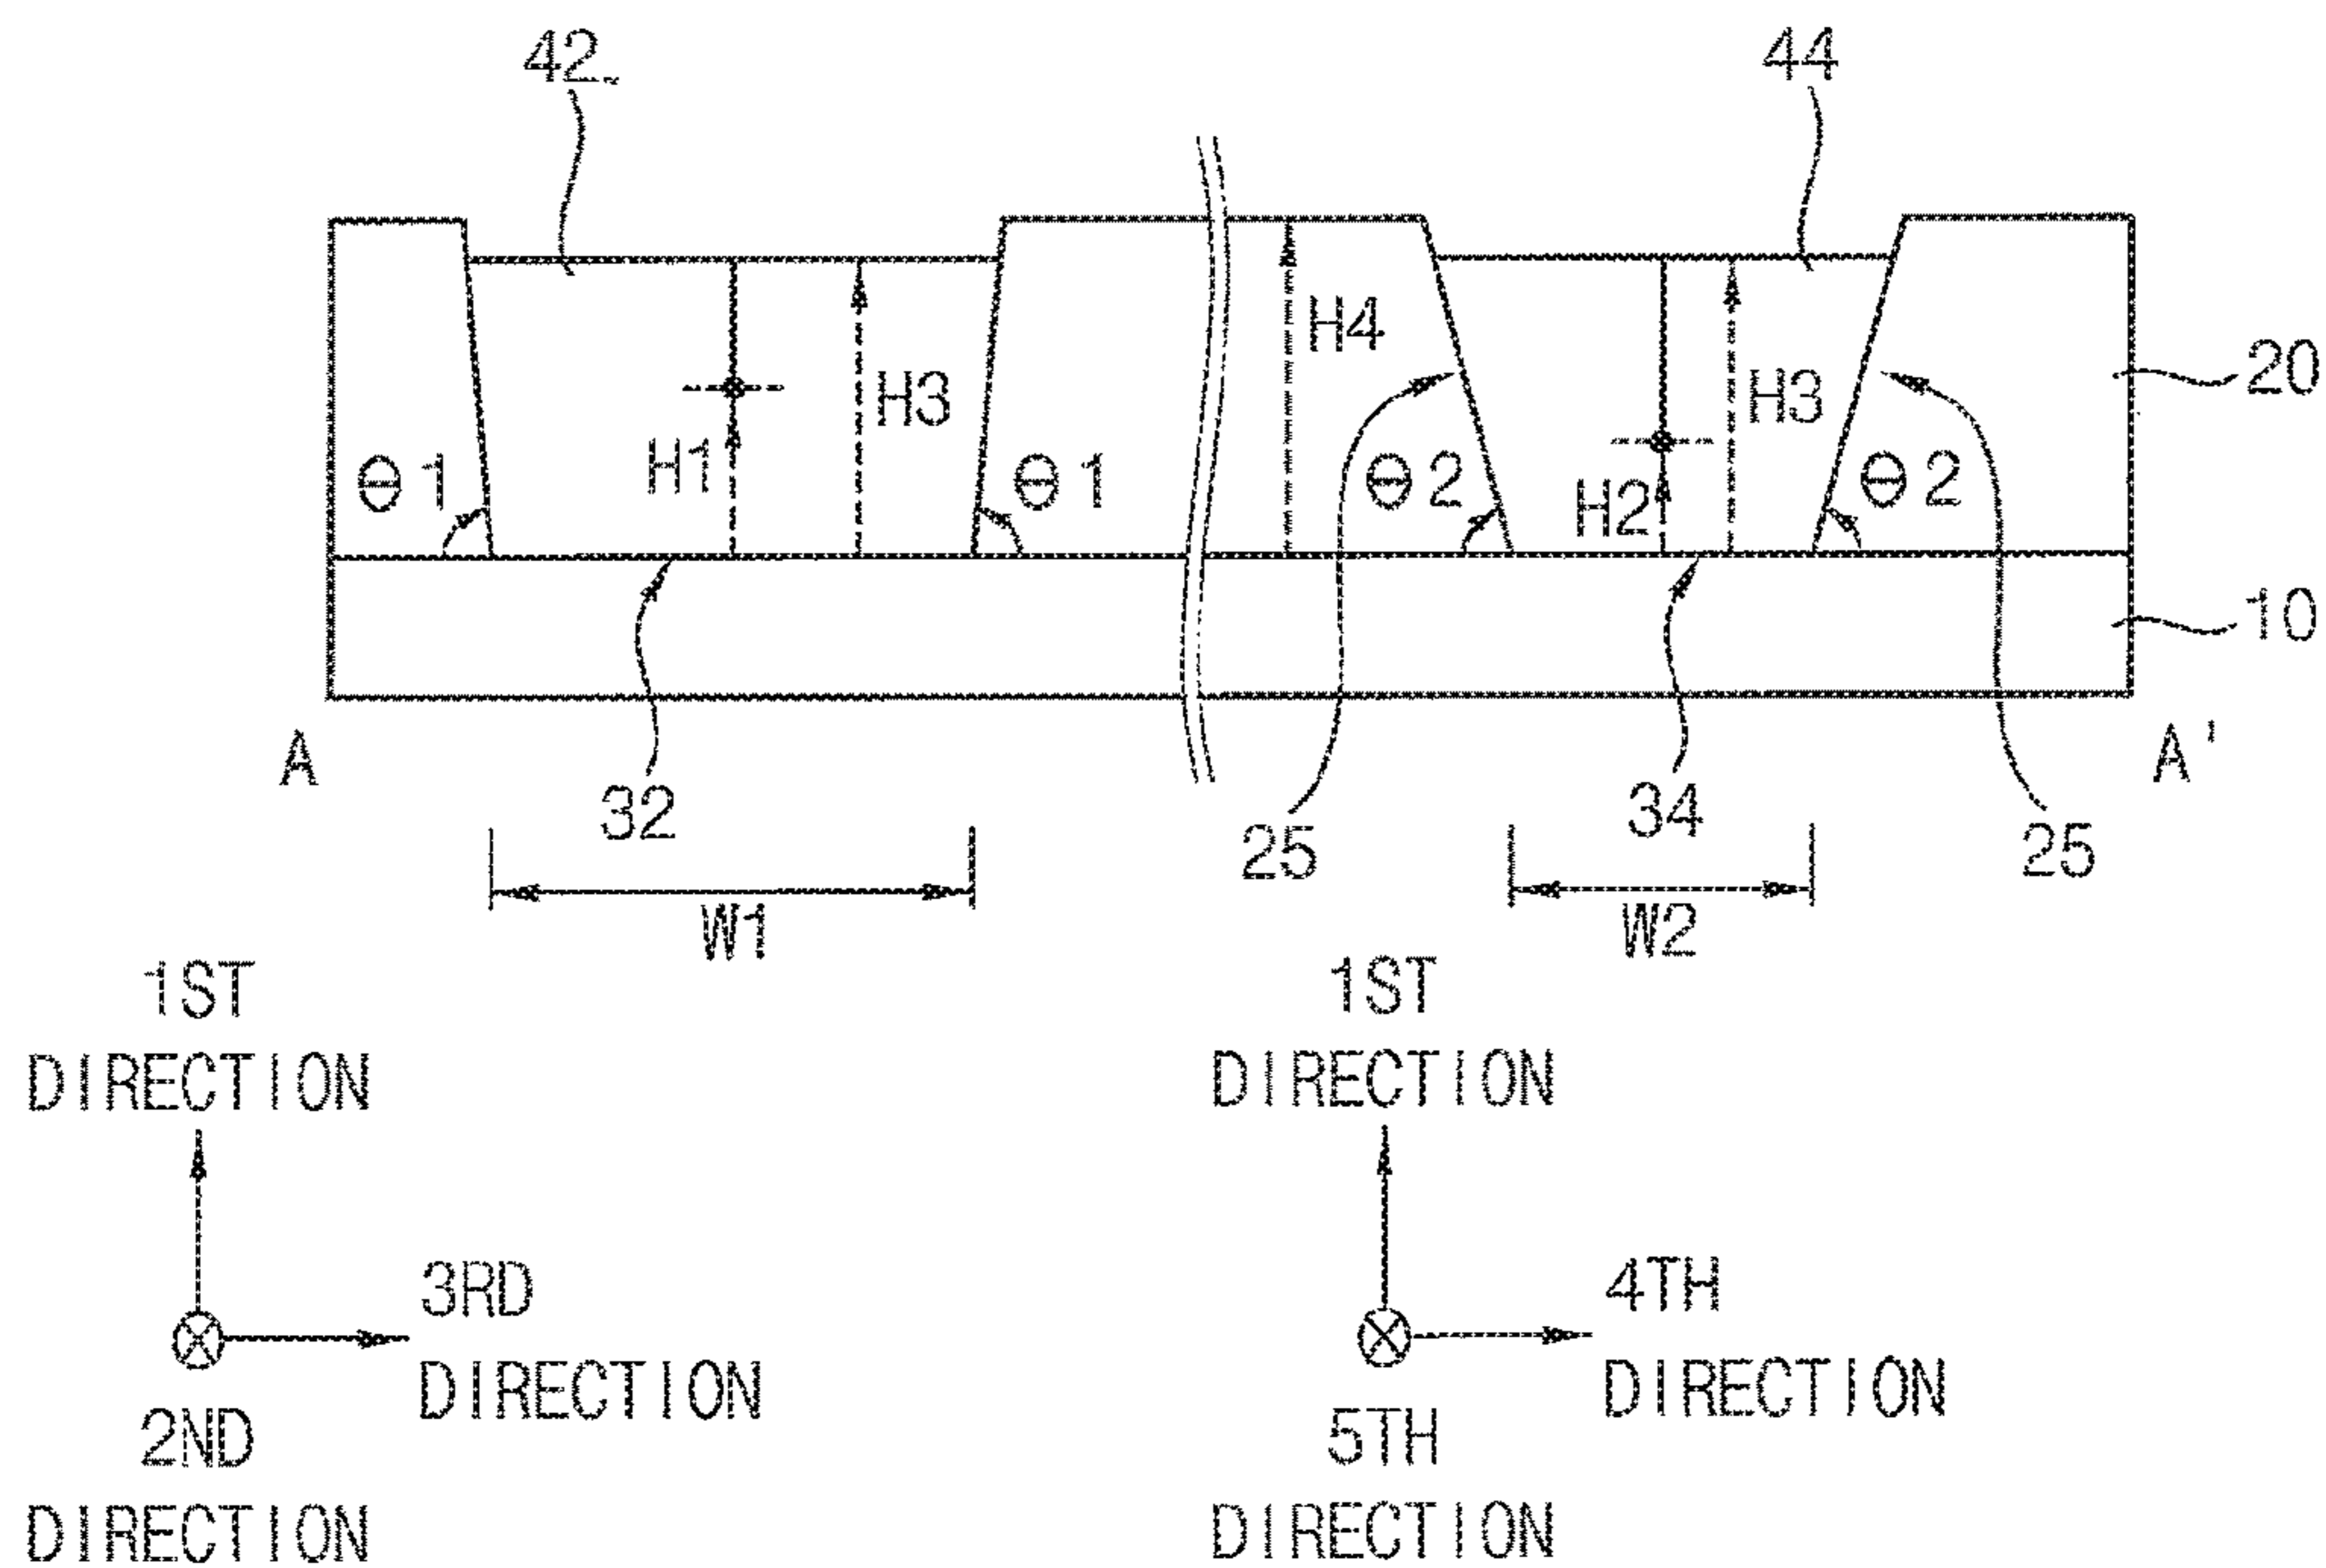 42
44
H4
20
H3
H3
H1
θ1
θ1
θ2
H2
θ2
10
A
A'
32
34
25
25
W1
W2
1ST
DIRECTION
3RD
DIRECTION
2ND
DIRECTION
1ST
DIRECTION
4TH
DIRECTION
5TH
DIRECTION